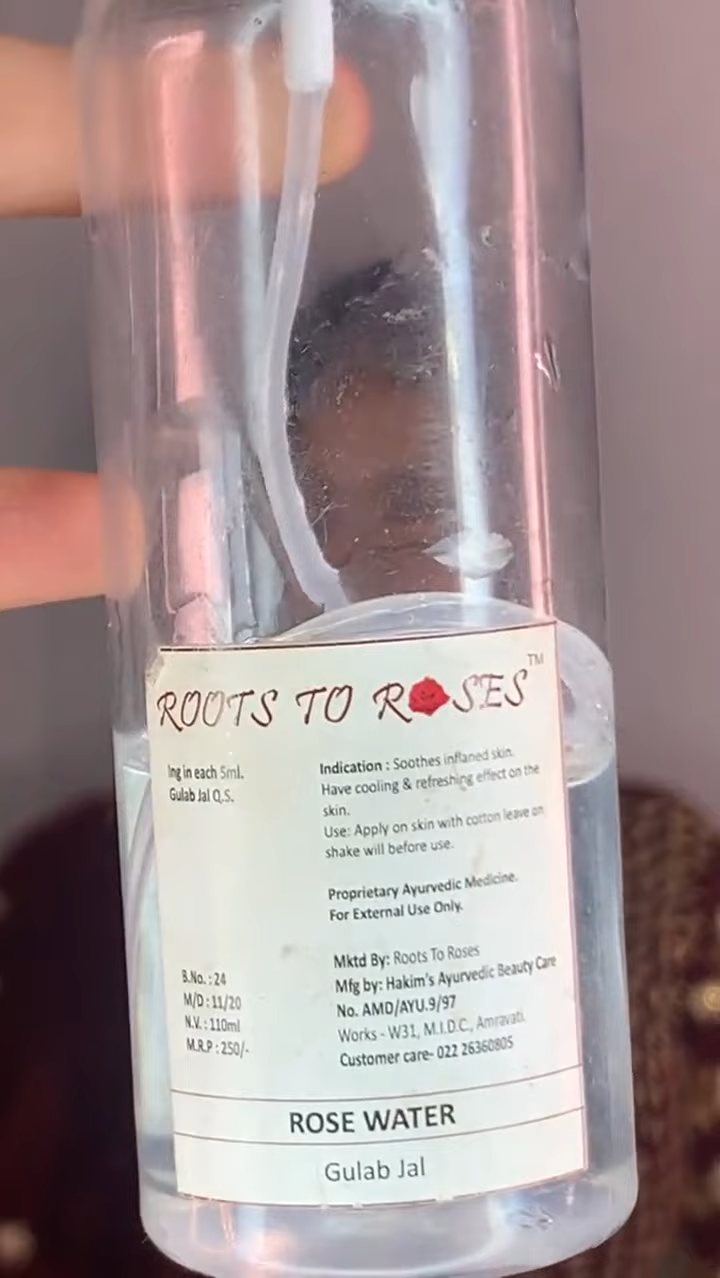 ROOTS TO ROSES TM
Ing in each 5ml.
Gulab Jal Q.S.
Indication : Soothes inflaned skin.
Have cooling & refreshing effect on the
skin.
Use: Apply on skin with cotton leave on
shake will before use.
Proprietary Ayurvedic Medicine.
For External Use Only.
B.No. : 24
M/D : 11/20
N.V. : 110ml
M.R.P : 250/-
Mktd By: Roots To Roses
Mfg by: Hakim's Ayurvedic Beauty Care
No. AMD/AYU.9/97
Works - W31, M.I.D.C., Amravati.
Customer care- 022 26360805
ROSE WATER
Gulab Jal